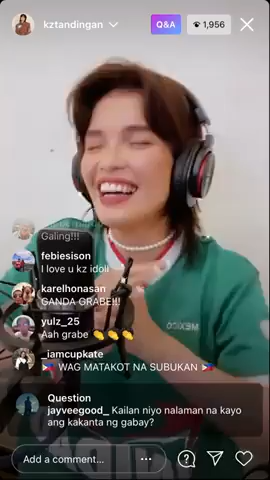 kztandingan
Q&A
1,956
Galing!!!
febiesison
I love u kz idol
MEXICO
karelhonasan
GANDA GRABE!!!
yulz_25
Aah grabe 👏👏👏
_iamcupkate
🇵🇭 WAG MATAKOT NA SUBUKAN 🇵🇭
Question
jayveegood_ Kailan niyo nalaman na kayo
ang kakanta ng gabay?
Add a comment...